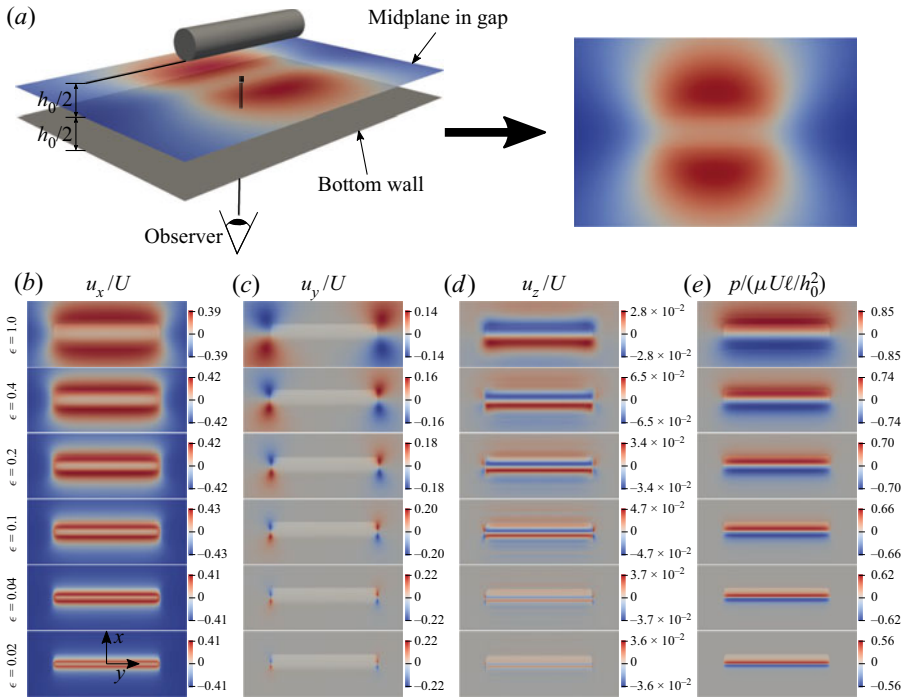 (a)
Midplane in gap
h₀/2
h₀/2
Bottom wall
Observer
(b) u_x/U (c) u_y/U (d) u_z/U (e) p/(μUℓ/h₀²)
ϵ = 1.0 0.39 0 –0.39 0.14 0 –0.14 2.8 × 10⁻² 0 –2.8 × 10⁻² 0.85 0 –0.85
ϵ = 0.4 0.42 0 –0.42 0.16 0 –0.16 6.5 × 10⁻² 0 –6.5 × 10⁻² 0.74 0 –0.74
ϵ = 0.2 0.42 0 –0.42 0.18 0 –0.18 3.4 × 10⁻² 0 –3.4 × 10⁻² 0.70 0 –0.70
ϵ = 0.1 0.43 0 –0.43 0.20 0 –0.20 4.7 × 10⁻² 0 –4.7 × 10⁻² 0.66 0 –0.66
ϵ = 0.04 0.41 0 –0.41 0.22 0 –0.22 3.7 × 10⁻² 0 –3.7 × 10⁻² 0.62 0 –0.62
ϵ = 0.02 x y 0.41 0 –0.41 0.22 0 –0.22 3.6 × 10⁻² 0 –3.6 × 10⁻² 0.56 0 –0.56